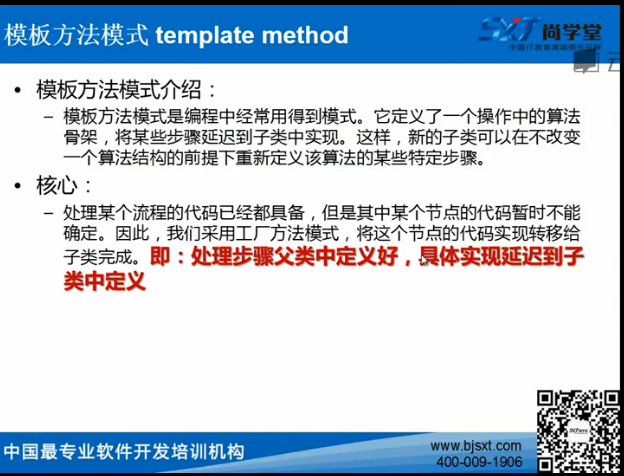 模板方法模式 template method
SXT 尚学堂
中国IT教育高端领先品牌
云
• 模板方法模式介绍：
– 模板方法模式是编程中经常用得到模式。它定义了一个操作中的算法
骨架，将某些步骤延迟到子类中实现。这样，新的子类可以在不改变
一个算法结构的前提下重新定义该算法的某些特定步骤。
• 核心：
– 处理某个流程的代码已经都具备，但是其中某个节点的代码暂时不能
确定。因此，我们采用工厂方法模式，将这个节点的代码实现转移给
子类完成。即：处理步骤父类中定义好，具体实现延迟到子
类中定义
中国最专业软件开发培训机构
www.bjsxt.com
400-009-1906